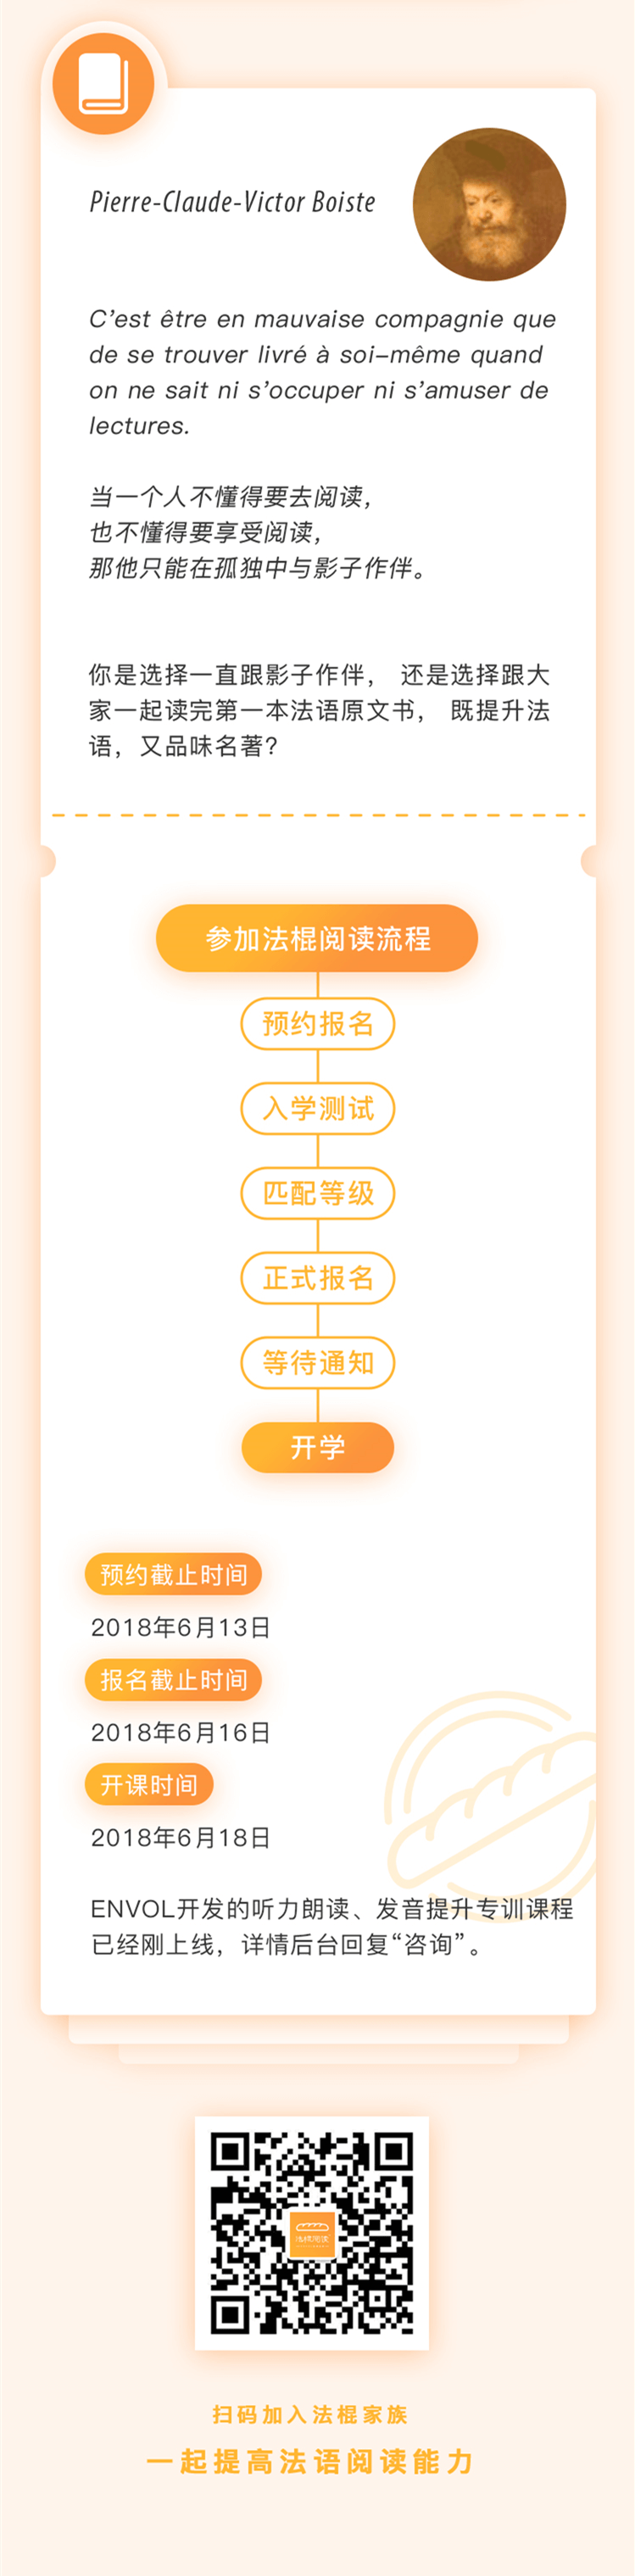 Pierre-Claude-Victor Boiste
C’est être en mauvaise compagnie que
de se trouver livré à soi-même quand
on ne sait ni s’occuper ni s’amuser de
lectures.
当一个人不懂得要去阅读，
也不懂得要享受阅读，
那他只能在孤独中与影子作伴。
你是选择一直跟影子作伴， 还是选择跟大
家一起读完第一本法语原文书， 既提升法
语，又品味名著？
参加法棍阅读流程
预约报名
入学测试
匹配等级
正式报名
等待通知
开学
预约截止时间
2018年6月13日
报名截止时间
2018年6月16日
开课时间
2018年6月18日
ENVOL开发的听力朗读、发音提升专训课程
已经刚上线，详情后台回复“咨询”。
法棍阅读
扫码加入法棍家族
一起提高法语阅读能力